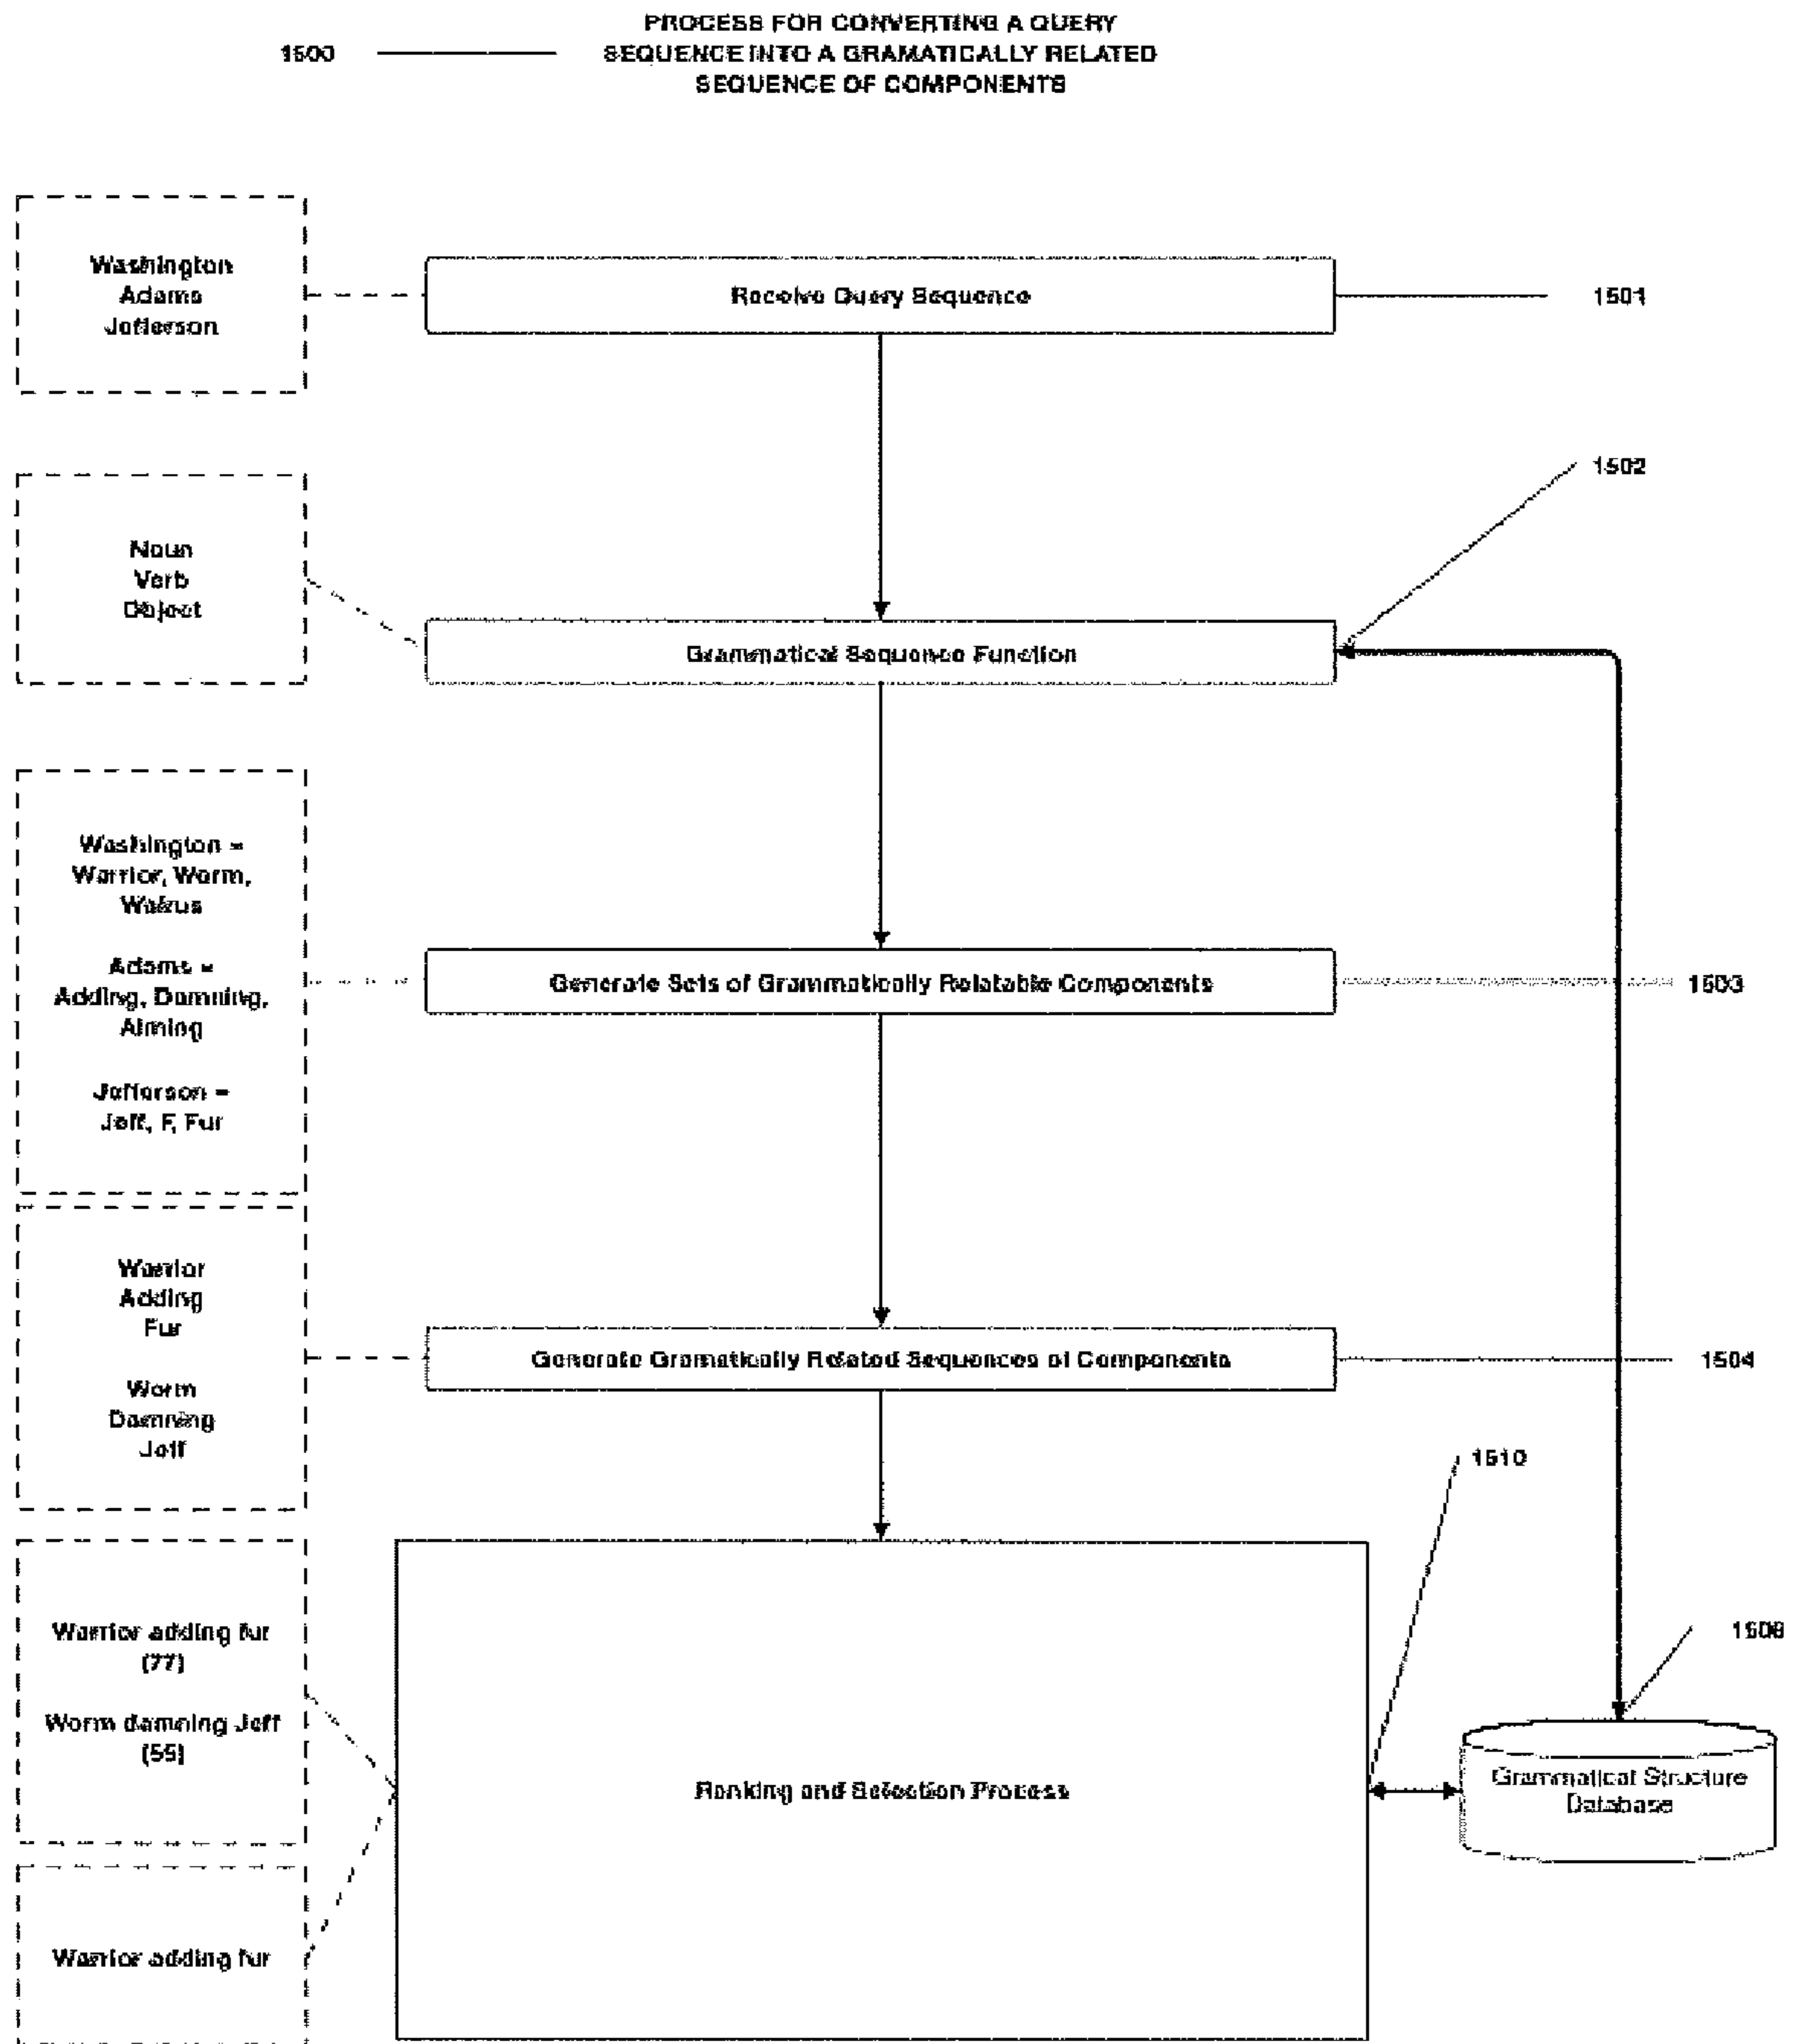 PROCESS FOR CONVERTING A QUERY
1500
SEQUENCE INTO A GRAMATICALLY RELATED
SEQUENCE OF COMPONENTS
Washington
Adams
Jefferson
Receive Query Sequence
1501
1502
Noun
Verb
Object
Grammatical Sequence Function
Washington =
Warrior, Worm,
Walrus
Adams =
Adding, Damning,
Aiming
Jefferson =
Jeff, F, Fur
Generate Sets of Grammatically Relatable Components
1503
Warrior
Adding
Fur
Worm
Damning
Jeff
Generate Gramatically Related Sequences of Components
1504
1510
Warrior adding fur
(77)
Worm damning Jeff
(55)
Ranking and Selection Process
Grammatical Structure
Database
Warrior adding fur